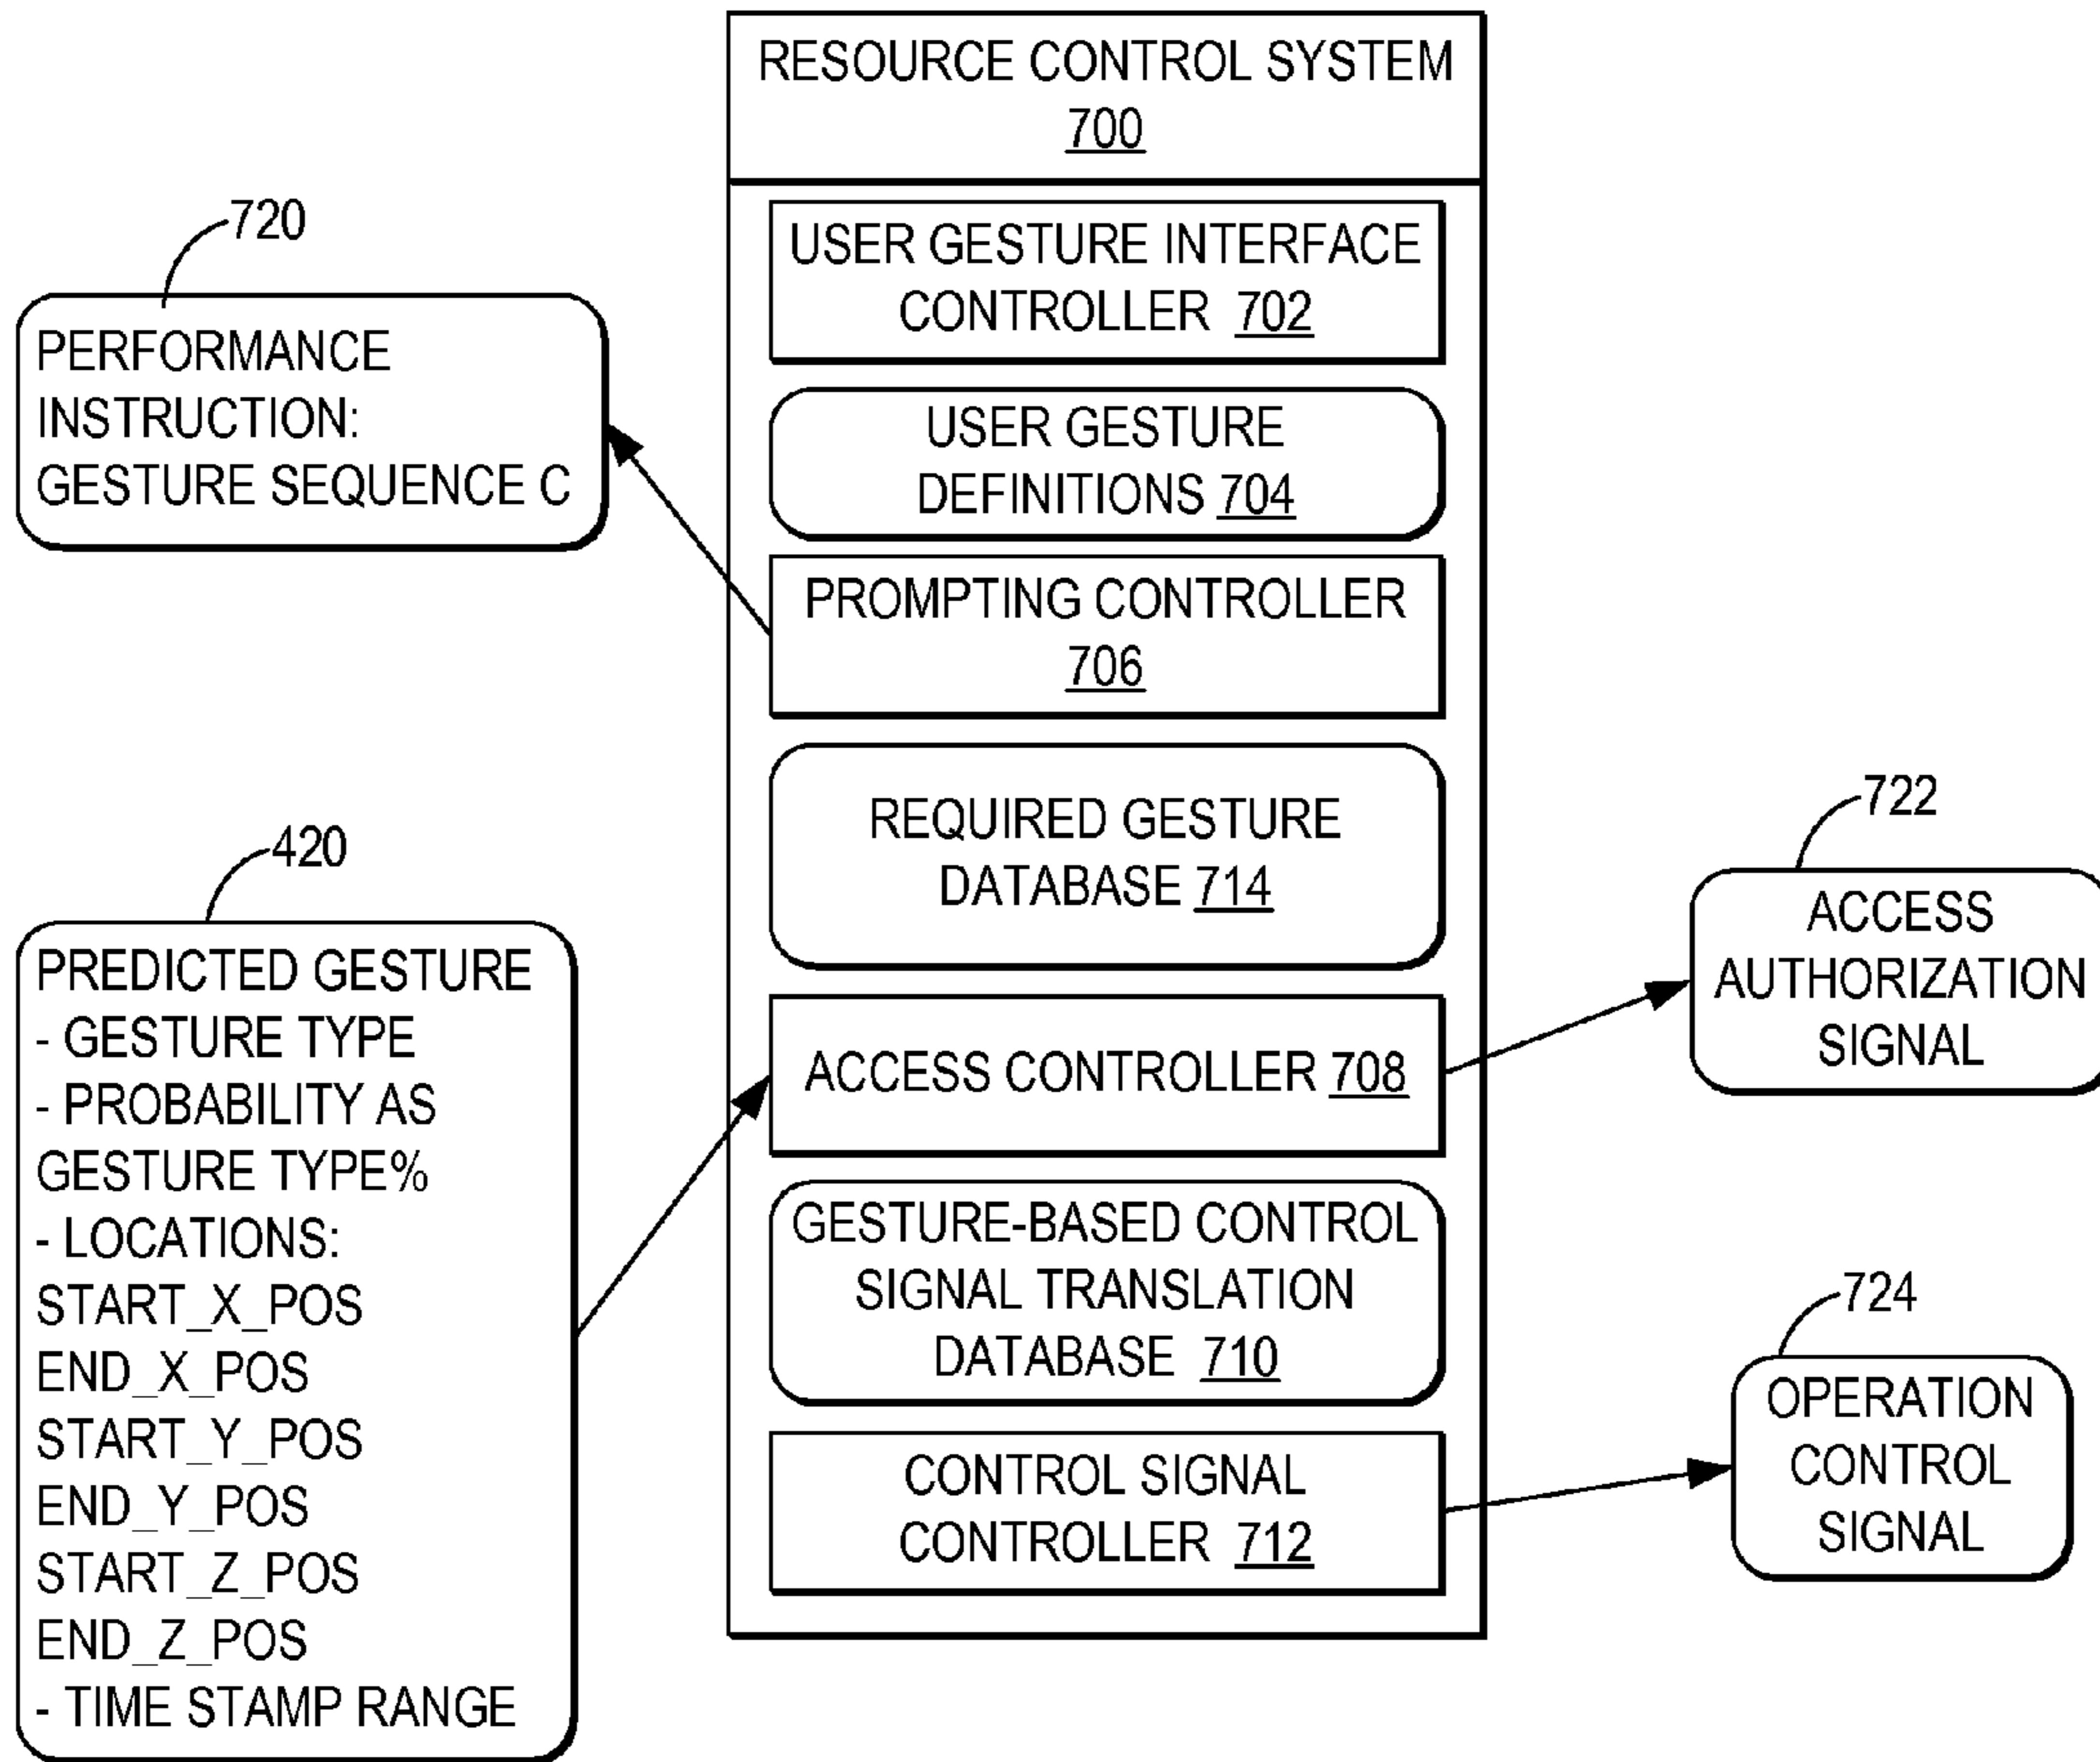 RESOURCE CONTROL SYSTEM
700
USER GESTURE INTERFACE
CONTROLLER 702
USER GESTURE
DEFINITIONS 704
PROMPTING CONTROLLER
706
REQUIRED GESTURE
DATABASE 714
ACCESS CONTROLLER 708
GESTURE-BASED CONTROL
SIGNAL TRANSLATION
DATABASE 710
CONTROL SIGNAL
CONTROLLER 712
720
PERFORMANCE
INSTRUCTION:
GESTURE SEQUENCE C
420
PREDICTED GESTURE
- GESTURE TYPE
- PROBABILITY AS
GESTURE TYPE%
- LOCATIONS:
START_X_POS
END_X_POS
START_Y_POS
END_Y_POS
START_Z_POS
END_Z_POS
- TIME STAMP RANGE
722
ACCESS
AUTHORIZATION
SIGNAL
724
OPERATION
CONTROL
SIGNAL